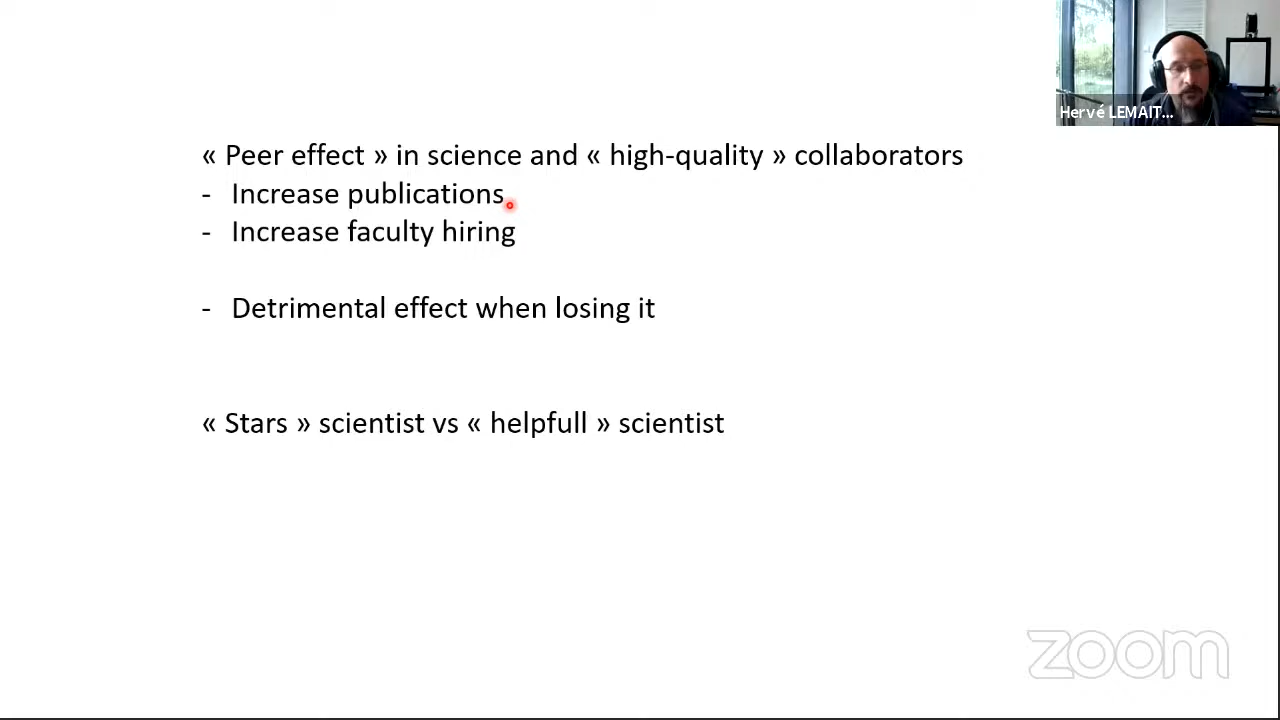 Hervé LEMAIT...
« Peer effect » in science and « high-quality » collaborators
- Increase publications
- Increase faculty hiring
- Detrimental effect when losing it
« Stars » scientist vs « helpfull » scientist
zoom